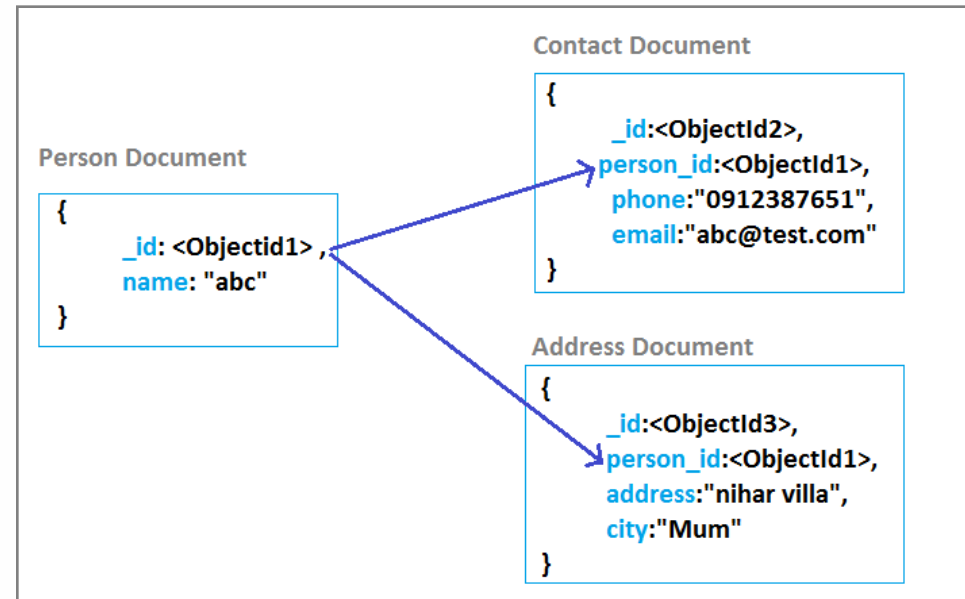 Person Document
{
_id: <Objectid1> ,
name: "abc"
}
Contact Document
{
_id:<ObjectId2>,
person_id:<ObjectId1>,
phone:"0912387651",
email:"abc@test.com"
}
Address Document
{
_id:<ObjectId3>,
person_id:<ObjectId1>,
address:"nihar villa",
city:"Mum"
}